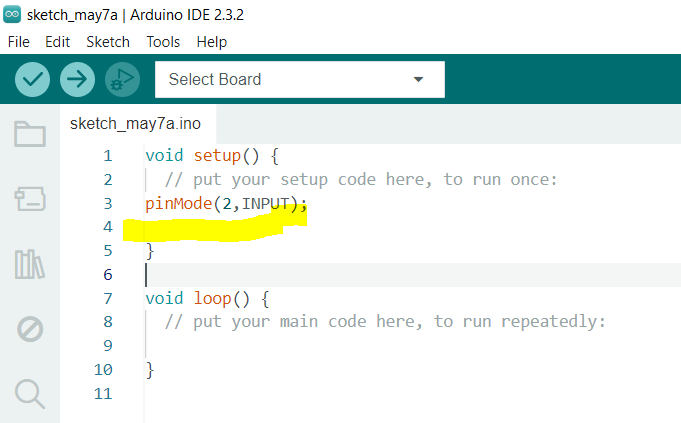 sketch_may7a | Arduino IDE 2.3.2
File Edit Sketch Tools Help
Select Board
sketch_may7a.ino
1 void setup() {
2 // put your setup code here, to run once:
3 pinMode(2,INPUT);
4
5 }
6
7 void loop() {
8 // put your main code here, to run repeatedly:
9
10 }
11